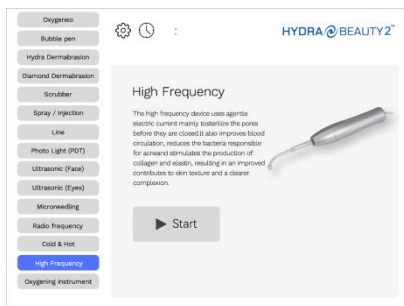 Oxygeneo
Bubble pen
Hydra Dermabrasion
Diamond Dermabrasion
Scrubber
Spray / Injection
Line
Photo Light (PDT)
Ultrasonic (Face)
Ultrasonic (Eyes)
Microneedling
Radio frequency
Cold & Hot
High Frequency
Oxygening instrument
:
HYDRA BEAUTY 2™
High Frequency
The high frequency device uses agentle
electric current mainly tosterilize the pores
before they are closed.It also improves blood
circulation, reduces the bacteria responsible
for acneand stimulates the production of
collagen and elastin, resulting in an improved
contributes to skin texture and a clearer
complexion.
Start